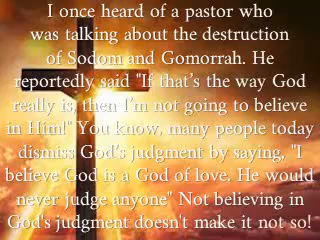 I once heard of a pastor who
was talking about the destruction
of Sodom and Gomorrah. He
reportedly said "If that's the way God
really is, then I'm not going to believe
in Him!" You know, many people today
dismiss God's judgment by saying, "I
believe God is a God of love. He would
never judge anyone" Not believing in
God's judgment doesn't make it not so!